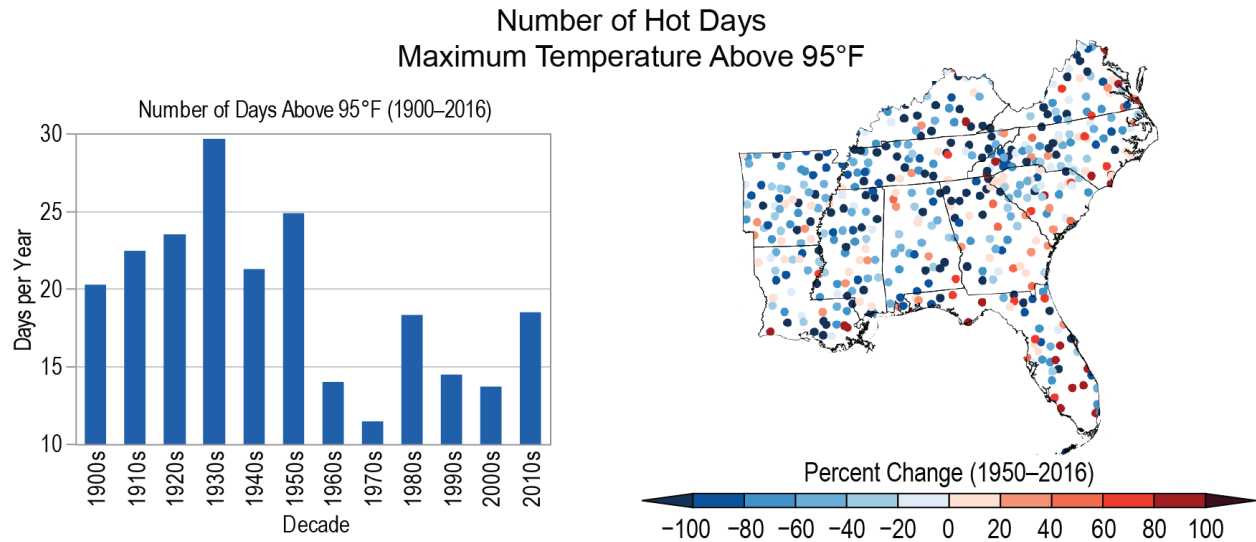 Number of Hot Days
Maximum Temperature Above 95°F
Number of Days Above 95°F (1900–2016)
30
25
20
15
10
Days per Year
1900s 1910s 1920s 1930s 1940s 1950s 1960s 1970s 1980s 1990s 2000s 2010s
Decade
Percent Change (1950–2016)
−100 −80 −60 −40 −20 0 20 40 60 80 100